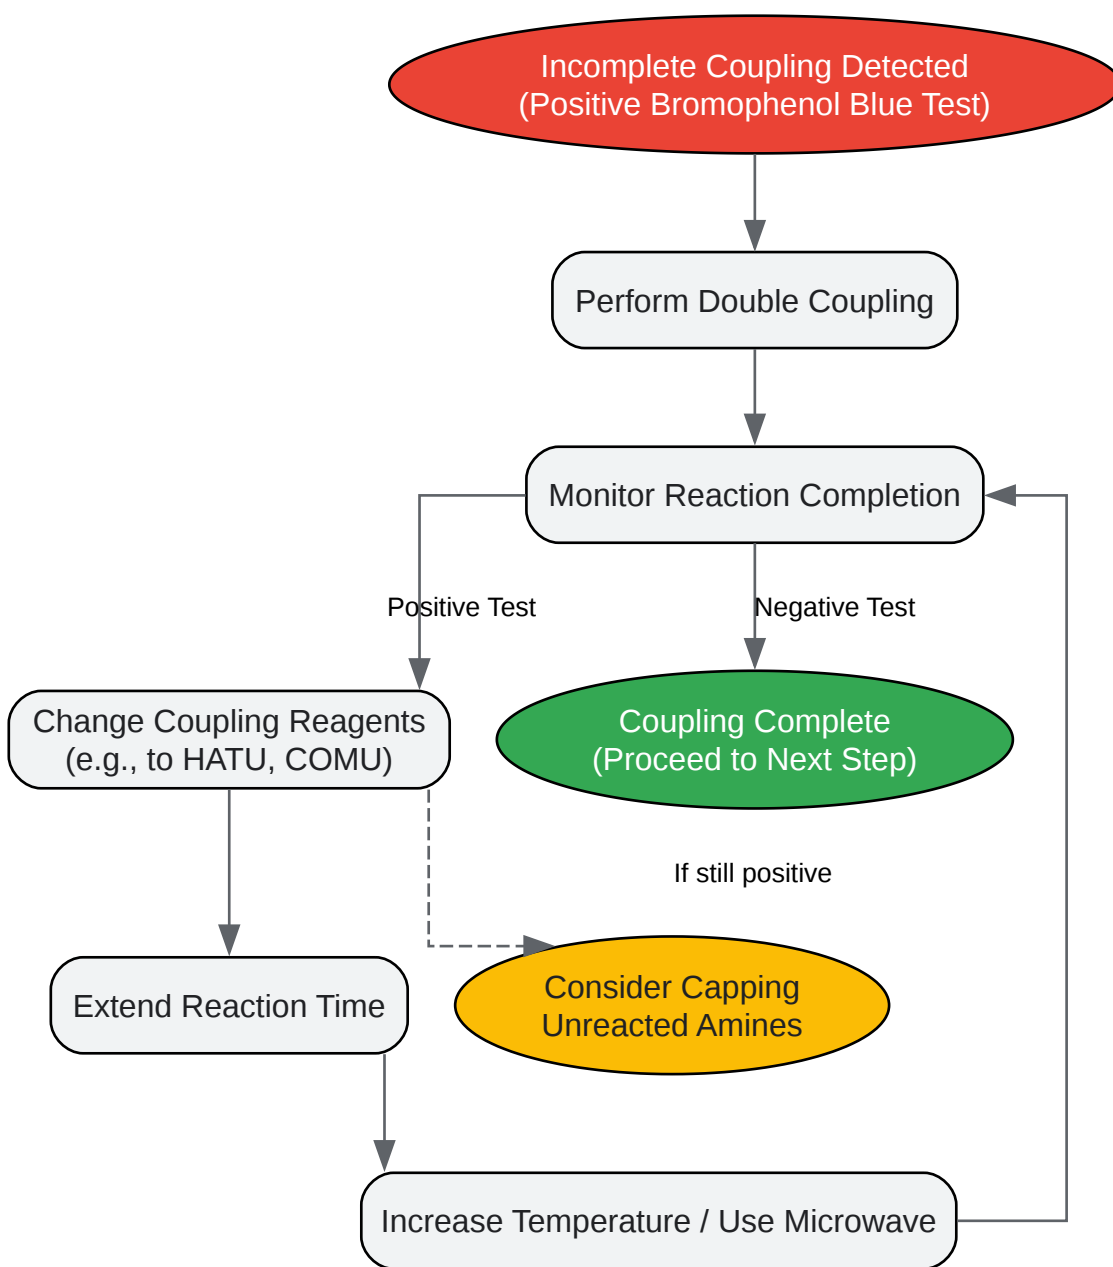 Incomplete Coupling Detected
(Positive Bromophenol Blue Test)
Perform Double Coupling
Monitor Reaction Completion
Positive Test
Negative Test
Change Coupling Reagents
(e.g., to HATU, COMU)
Coupling Complete
(Proceed to Next Step)
If still positive
Extend Reaction Time
Consider Capping
Unreacted Amines
Increase Temperature / Use Microwave